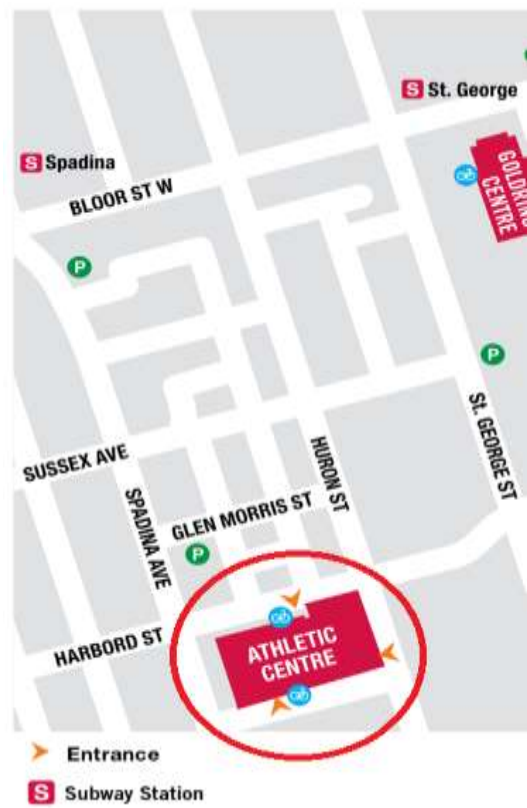 S St. George
S Spadina
BLOOR ST W
GOLDRING
CENTRE
P
P
SUSSEX AVE
SPADINA AVE
HURON ST
St. GEORGE ST
GLEN MORRIS ST
P
HARBORD ST
ATHLETIC
CENTRE
Entrance
S Subway Station